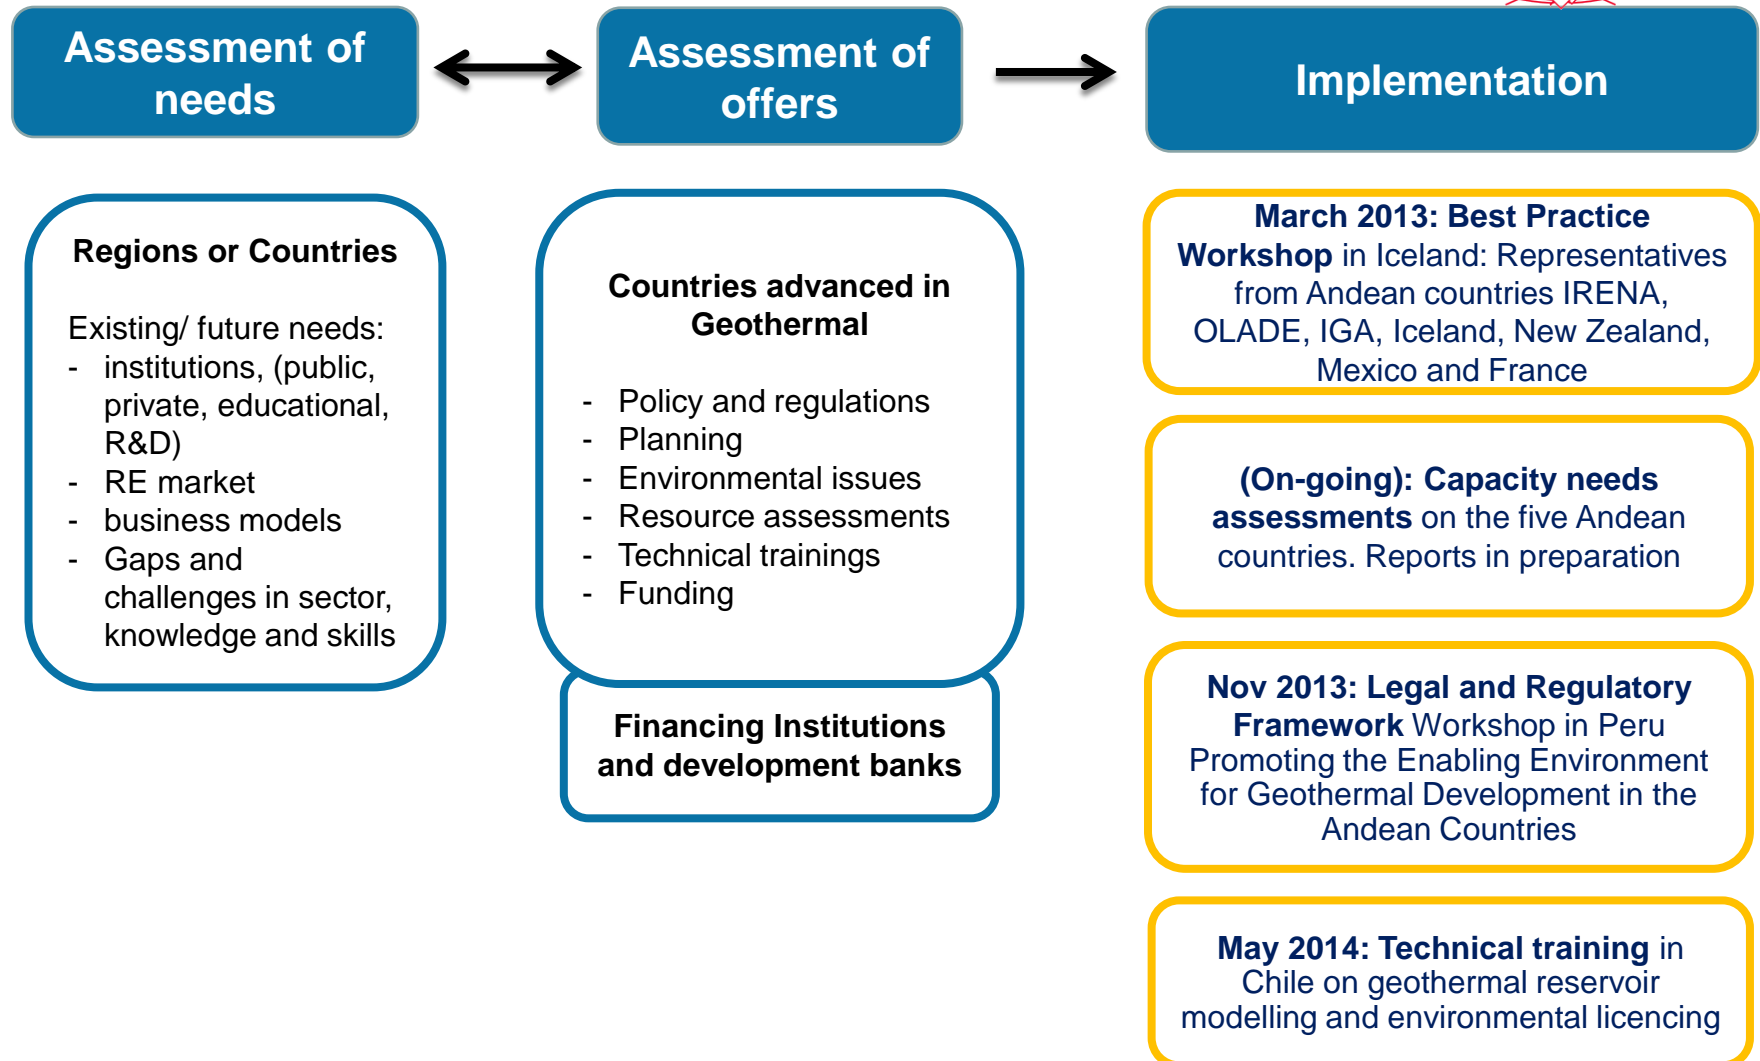 Assessment of
needs
Assessment of
offers
Implementation
Regions or Countries
Existing/ future needs:
- institutions, (public,
private, educational,
R&D)
- RE market
- business models
- Gaps and
challenges in sector,
knowledge and skills
Countries advanced in
Geothermal
- Policy and regulations
- Planning
- Environmental issues
- Resource assessments
- Technical trainings
- Funding
Financing Institutions
and development banks
March 2013: Best Practice
Workshop in Iceland: Representatives
from Andean countries IRENA,
OLADE, IGA, Iceland, New Zealand,
Mexico and France
(On-going): Capacity needs
assessments on the five Andean
countries. Reports in preparation
Nov 2013: Legal and Regulatory
Framework Workshop in Peru
Promoting the Enabling Environment
for Geothermal Development in the
Andean Countries
May 2014: Technical training in
Chile on geothermal reservoir
modelling and environmental licencing